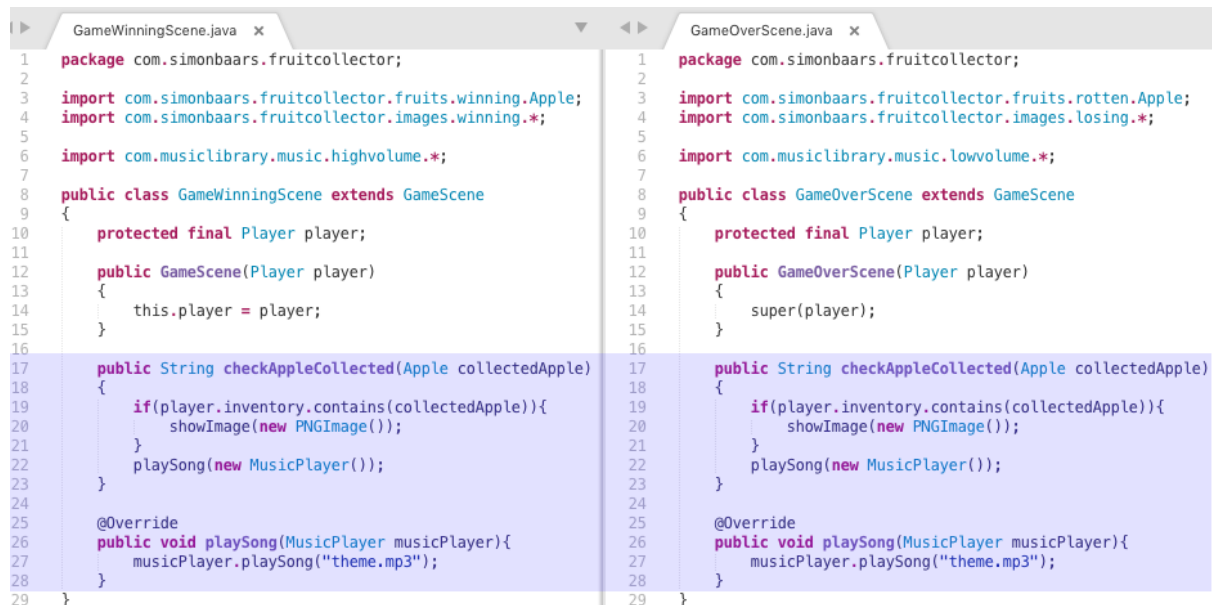 GameWinningScene.java ×
1 package com.simonbaars.fruitcollector;
2
3 import com.simonbaars.fruitcollector.fruits.winning.Apple;
4 import com.simonbaars.fruitcollector.images.winning.*;
5
6 import com.musiclibrary.music.highvolume.*;
7
8 public class GameWinningScene extends GameScene
9 {
10     protected final Player player;
11
12     public GameScene(Player player)
13     {
14         this.player = player;
15     }
16
17     public String checkAppleCollected(Apple collectedApple)
18     {
19         if(player.inventory.contains(collectedApple)){
20             showImage(new PNGImage());
21         }
22         playSong(new MusicPlayer());
23     }
24
25     @Override
26     public void playSong(MusicPlayer musicPlayer){
27         musicPlayer.playSong("theme.mp3");
28     }
29 }
GameOverScene.java ×
1 package com.simonbaars.fruitcollector;
2
3 import com.simonbaars.fruitcollector.fruits.rotten.Apple;
4 import com.simonbaars.fruitcollector.images.losing.*;
5
6 import com.musiclibrary.music.lowvolume.*;
7
8 public class GameOverScene extends GameScene
9 {
10     protected final Player player;
11
12     public GameOverScene(Player player)
13     {
14         super(player);
15     }
16
17     public String checkAppleCollected(Apple collectedApple)
18     {
19         if(player.inventory.contains(collectedApple)){
20             showImage(new PNGImage());
21         }
22         playSong(new MusicPlayer());
23     }
24
25     @Override
26     public void playSong(MusicPlayer musicPlayer){
27         musicPlayer.playSong("theme.mp3");
28     }
29 }